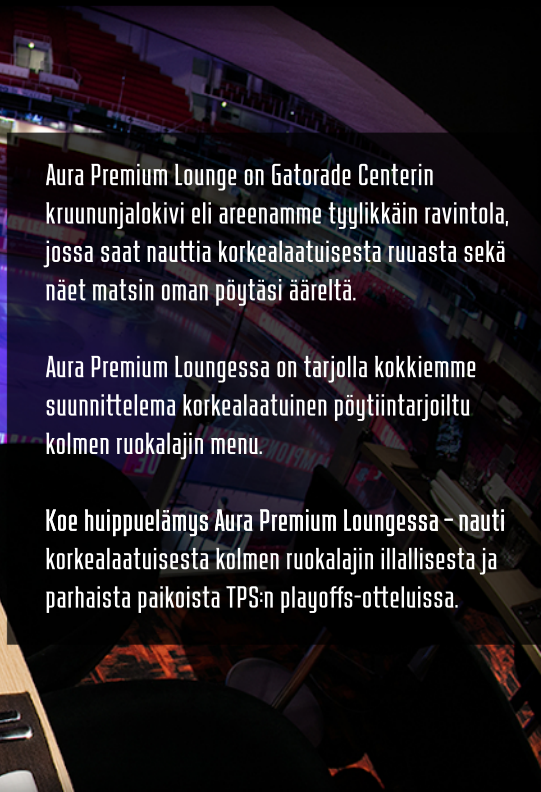 Aura Premium Lounge on Gatorade Centerin
kruununjalokivi eli areenamme tyylikkäin ravintola,
jossa saat nauttia korkealaatuisesta ruuasta sekä
näet matsin oman pöytäsi ääreltä.
Aura Premium Loungessa on tarjolla kokkiemme
suunnittelema korkealaatuinen pöytiintarjoiltu
kolmen ruokalajin menu.
Koe huippuelämys Aura Premium Loungessa – nauti
korkealaatuisesta kolmen ruokalajin illallisesta ja
parhaista paikoista TPS:n playoffs-otteluissa.